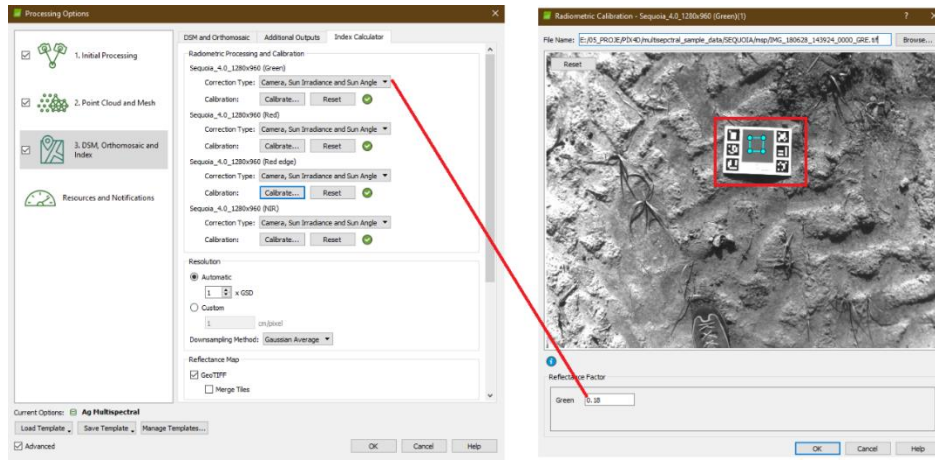 Processing Options
1. Initial Processing
2. Point Cloud and Mesh
3. DSM, Orthomosaic and
Index
Resources and Notifications
DSM and Orthomosaic Additional Outputs Index Calculator
Radiometric Processing and Calibration
Sequoia_4.0_1280x960 (Green)
Correction Type: Camera, Sun Irradiance and Sun Angle
Calibration: Calibrate... Reset
Sequoia_4.0_1280x960 (Red)
Correction Type: Camera, Sun Irradiance and Sun Angle
Calibration: Calibrate... Reset
Sequoia_4.0_1280x960 (Red edge)
Correction Type: Camera, Sun Irradiance and Sun Angle
Calibration: Calibrate... Reset
Sequoia_4.0_1280x960 (NIR)
Correction Type: Camera, Sun Irradiance and Sun Angle
Calibration: Calibrate... Reset
Resolution
Automatic
1 x GSD
Custom
1 cm/pixel
Downsampling Method: Gaussian Average
Reflectance Map
GeoTIFF
Merge Tiles
Current Options: Ag Multispectral
Load Template Save Template Manage Templates...
Advanced OK Cancel Help
Radiometric Calibration - Sequoia_4.0_1280x960 (Green)(1) ?
File Name: E:/05_PROJE/PIX4D/multisepctral_sample_data/SEQUOIA/msp/IMG_180628_143924_0000_GRE.tif Browse...
Reset
Reflectance Factor
Green 0.18
OK Cancel Help